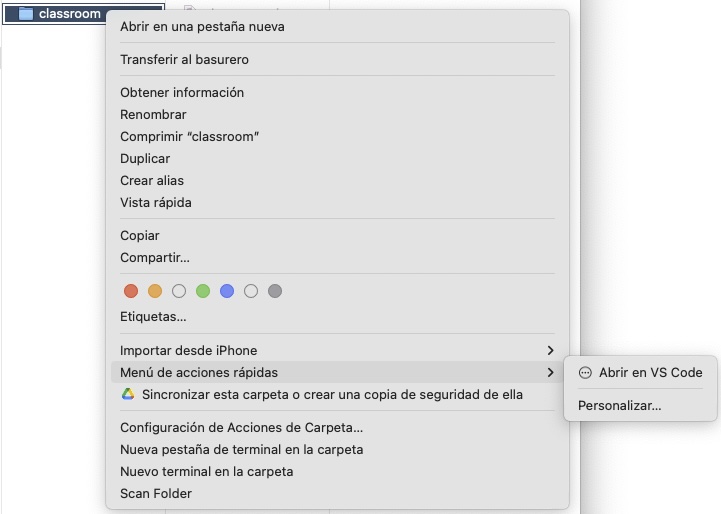 classroom
Abrir en una pestaña nueva
Transferir al basurero
Obtener información
Renombrar
Comprimir “classroom”
Duplicar
Crear alias
Vista rápida
Copiar
Compartir...
Etiquetas...
Importar desde iPhone
Menú de acciones rápidas
Abrir en VS Code
Personalizar...
Sincronizar esta carpeta o crear una copia de seguridad de ella
Configuración de Acciones de Carpeta...
Nueva pestaña de terminal en la carpeta
Nuevo terminal en la carpeta
Scan Folder